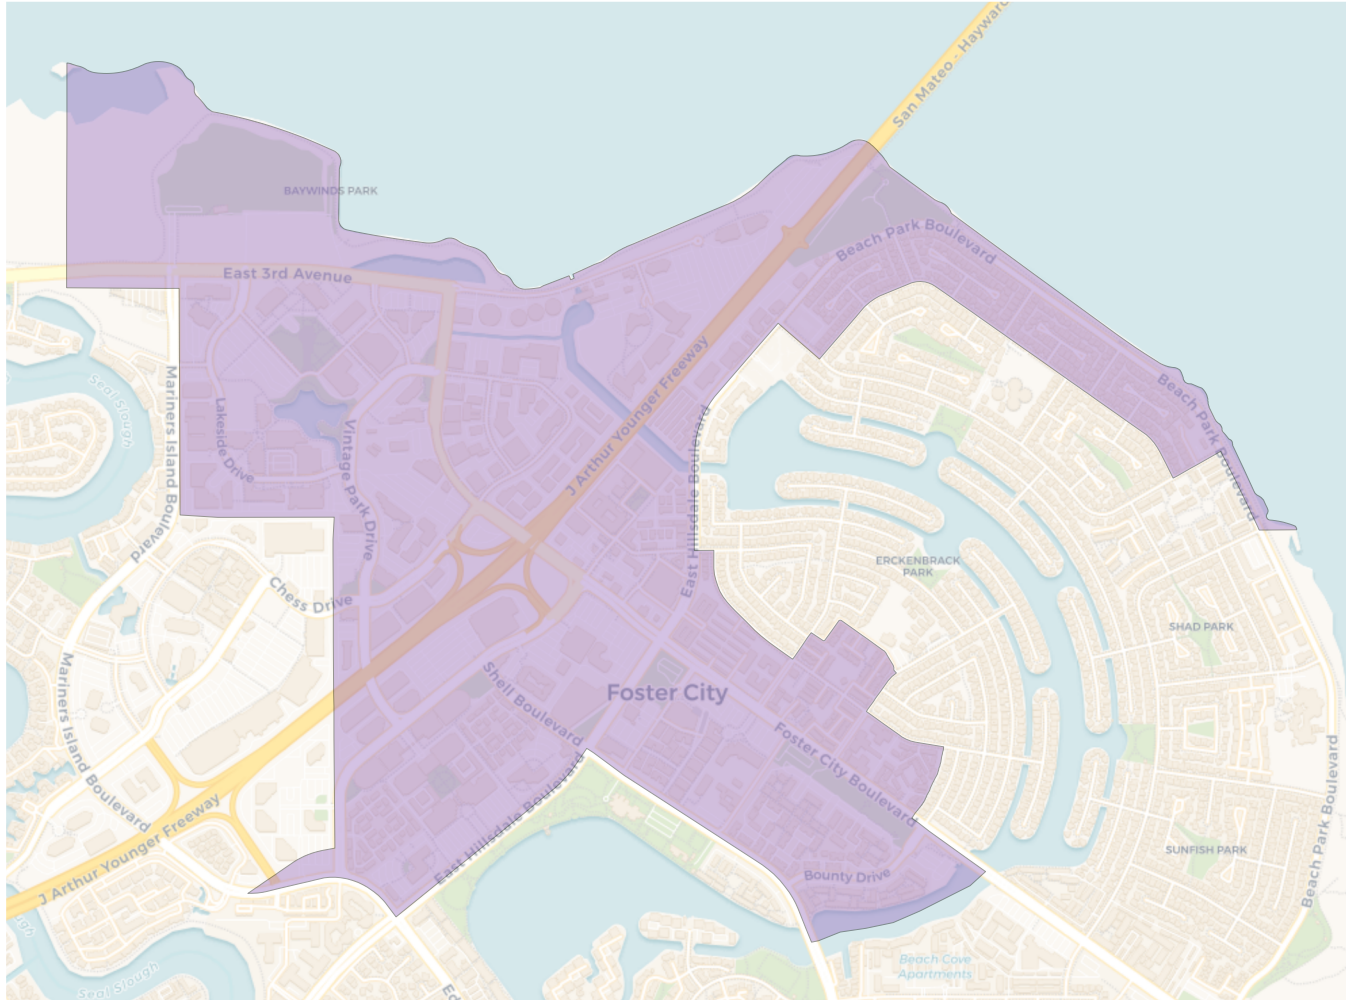 San Mateo - Hayward
BAYWINDS PARK
Beach Park Boulevard
East 3rd Avenue
Seal Slough
Mariners Island Boulevard
Lakeside Drive
Vintage Park Drive
J Arthur Younger Freeway
East Hillsdale Boulevard
Beach Park Boulevard
ERCKENBRACK
PARK
Chess Drive
SHAD PARK
Mariners Island Boulevard
Shell Boulevard
Foster City
Foster City Boulevard
East Hillsdale Boulevard
J Arthur Younger Freeway
Beach Park Boulevard
SUNFISH PARK
Bounty Drive
Beach Cove
Apartments
Seal Slough
Ed